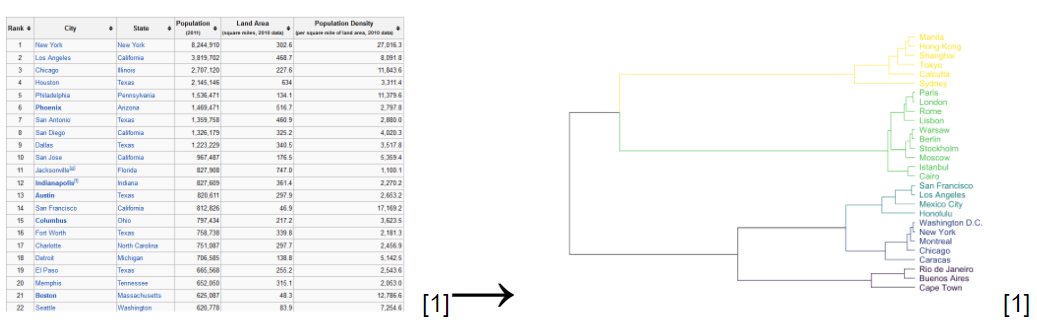 Rank City State Population (2011) Land Area (square miles, 2010 data) Population Density (per square mile of land area, 2010 data)
1 New York New York 8,244,910 302.6 27,016.3
2 Los Angeles California 3,819,702 468.7 8,091.8
3 Chicago Illinois 2,707,120 227.6 11,843.6
4 Houston Texas 2,145,146 634 3,311.4
5 Philadelphia Pennsylvania 1,536,471 134.1 11,379.6
6 Phoenix Arizona 1,469,471 516.7 2,797.8
7 San Antonio Texas 1,359,758 460.9 2,880.0
8 San Diego California 1,326,179 325.2 4,020.3
9 Dallas Texas 1,223,229 340.5 3,517.8
10 San Jose California 967,487 176.5 5,359.4
11 Jacksonville[e] Florida 827,908 747.0 1,100.1
12 Indianapolis[f] Indiana 827,609 361.4 2,270.2
13 Austin Texas 820,611 297.9 2,653.2
14 San Francisco California 812,826 46.9 17,169.2
15 Columbus Ohio 797,434 217.2 3,623.5
16 Fort Worth Texas 758,738 339.8 2,181.3
17 Charlotte North Carolina 751,087 297.7 2,456.9
18 Detroit Michigan 706,585 138.8 5,142.5
19 El Paso Texas 665,568 255.2 2,543.6
20 Memphis Tennessee 652,050 315.1 2,053.0
21 Boston Massachusetts 625,087 48.3 12,786.6
22 Seattle Washington 620,778 83.9 7,254.6
[1]
Manila
Hong Kong
Shanghai
Tokyo
Calcutta
Sydney
Paris
London
Rome
Lisbon
Warsaw
Berlin
Stockholm
Moscow
Istanbul
Cairo
San Francisco
Los Angeles
Mexico City
Honolulu
Washington D.C.
New York
Montreal
Chicago
Caracas
Rio de Janeiro
Buenos Aires
Cape Town
[1]